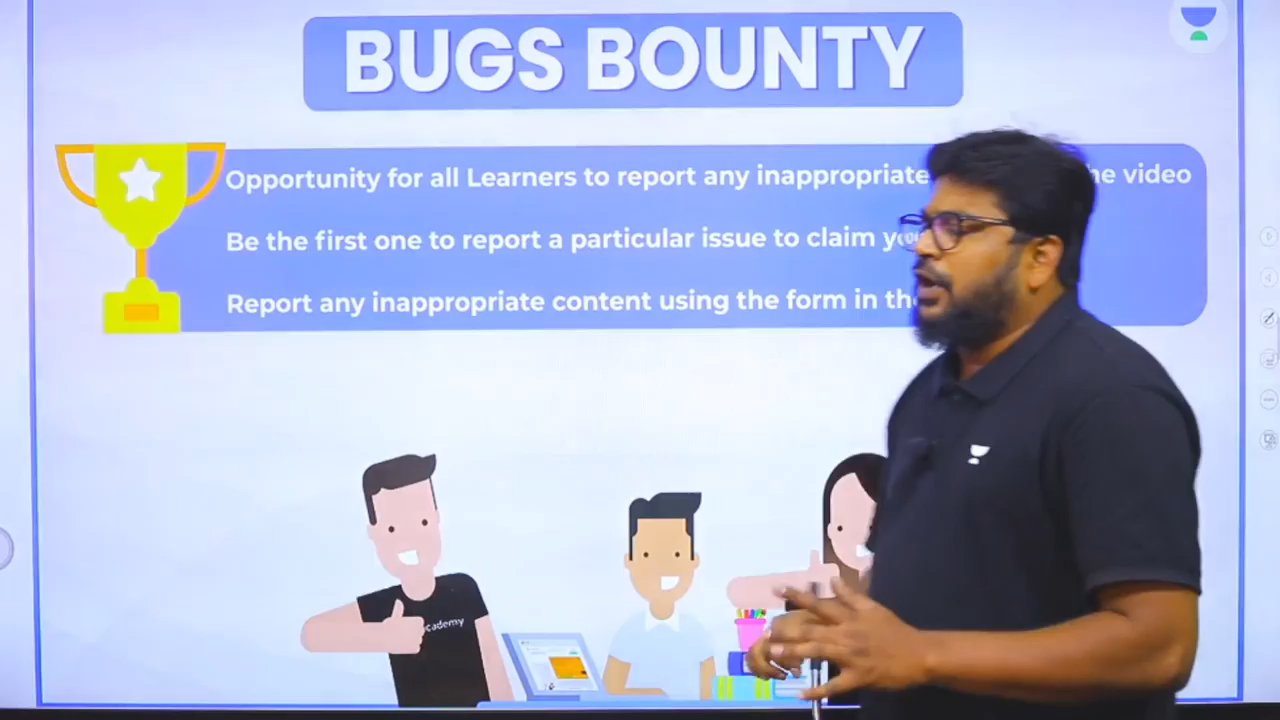 BUGS BOUNTY
Opportunity for all Learners to report any inappropriate he video
Be the first one to report a particular issue to claim
Report any inappropriate content using the form in
cademy